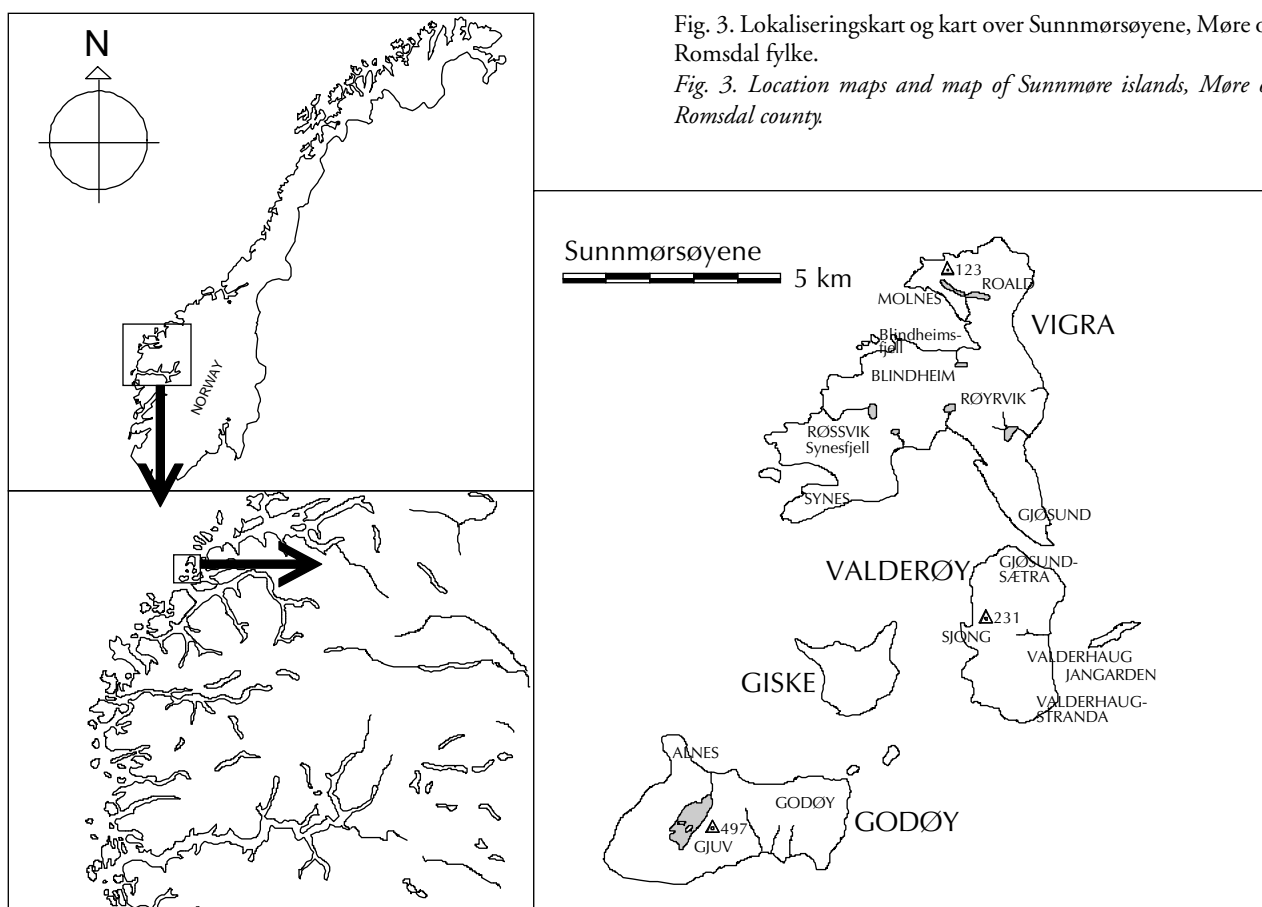 Fig. 3. Lokaliseringskart og kart over Sunnmørsøyene, Møre o
Romsdal fylke.
Fig. 3. Location maps and map of Sunnmøre islands, Møre o
Romsdal county.
N
NORWAY
Sunnmørsøyene
5 km
123
ROALD
MOLNES
VIGRA
Blindheims-
fjell
BLINDHEIM
RØYRVIK
RØSSVIK
Synesfjell
SYNES
GJØSUND
VALDERØY
GJØSUND-
SÆTRA
231
SJONG
VALDERHAUG
JANGARDEN
GISKE
VALDERHAUG-
STRANDA
ALNES
GODØY
GODØY
497
GJUV